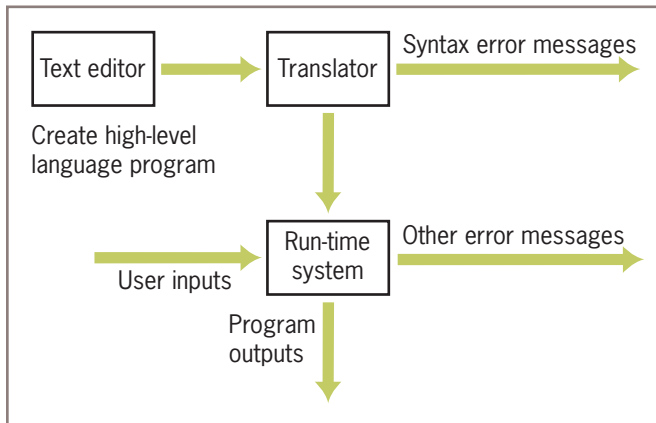 Syntax error messages
Text editor
Translator
Create high-level
language program
Run-time
system
Other error messages
User inputs
Program
outputs